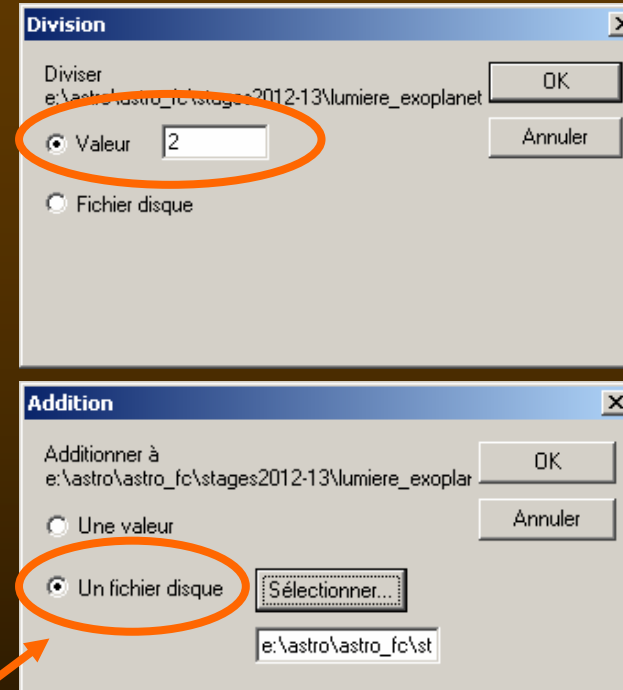 Division
Diviser
e:\astro\astro_fc\stages2012-13\lumiere_exoplanet
OK
Valeur 2
Annuler
Fichier disque
Addition
Additionner à
e:\astro\astro_fc\stages2012-13\lumiere_exoplar
OK
Une valeur
Annuler
Un fichier disque
Sélectionner...
e:\astro\astro_fc\st